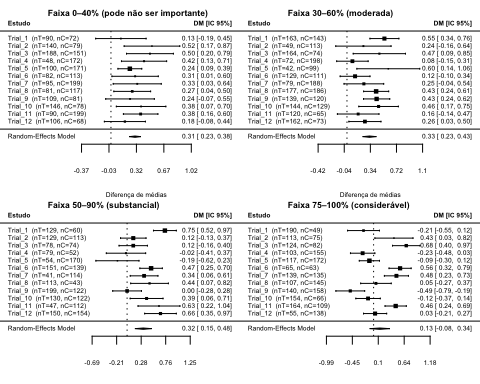 Faixa 0–40% (pode não ser importante)
Estudo DM [IC 95%]
Trial_1 (nT=90, nC=72) 0.13 [-0.19, 0.45]
Trial_2 (nT=140, nC=79) 0.52 [0.17, 0.87]
Trial_3 (nT=188, nC=151) 0.50 [0.20, 0.79]
Trial_4 (nT=48, nC=172) 0.42 [0.13, 0.71]
Trial_5 (nT=100, nC=171) 0.24 [0.09, 0.39]
Trial_6 (nT=82, nC=113) 0.31 [0.01, 0.60]
Trial_7 (nT=95, nC=199) 0.33 [0.03, 0.64]
Trial_8 (nT=81, nC=117) 0.27 [0.04, 0.50]
Trial_9 (nT=109, nC=81) 0.24 [-0.07, 0.55]
Trial_10 (nT=146, nC=78) 0.38 [0.07, 0.70]
Trial_11 (nT=90, nC=199) 0.38 [0.16, 0.60]
Trial_12 (nT=106, nC=68) 0.18 [-0.08, 0.44]
Random-Effects Model 0.31 [0.23, 0.38]
-0.37 -0.03 0.33 0.67 1.02
Diferença de médias
Faixa 30–60% (moderada)
Estudo DM [IC 95%]
Trial_1 (nT=163, nC=143) 0.55 [0.34, 0.76]
Trial_2 (nT=49, nC=113) 0.24 [-0.16, 0.64]
Trial_3 (nT=164, nC=74) 0.47 [0.09, 0.85]
Trial_4 (nT=72, nC=198) 0.08 [-0.15, 0.31]
Trial_5 (nT=42, nC=99) 0.60 [0.14, 1.06]
Trial_6 (nT=129, nC=111) 0.12 [-0.10, 0.34]
Trial_7 (nT=79, nC=188) 0.25 [-0.04, 0.54]
Trial_8 (nT=177, nC=186) 0.43 [0.24, 0.61]
Trial_9 (nT=139, nC=120) 0.43 [0.24, 0.62]
Trial_10 (nT=144, nC=129) 0.46 [0.17, 0.75]
Trial_11 (nT=120, nC=65) 0.16 [-0.14, 0.47]
Trial_12 (nT=162, nC=73) 0.26 [0.03, 0.50]
Random-Effects Model 0.33 [0.23, 0.43]
-0.42 -0.04 0.34 0.72 1.1
Diferença de médias
Faixa 50–90% (substancial)
Estudo DM [IC 95%]
Trial_1 (nT=129, nC=60) 0.75 [0.52, 0.97]
Trial_2 (nT=129, nC=113) 0.12 [-0.13, 0.37]
Trial_3 (nT=78, nC=74) 0.12 [-0.16, 0.40]
Trial_4 (nT=79, nC=52) -0.02 [-0.41, 0.37]
Trial_5 (nT=54, nC=170) -0.19 [-0.62, 0.23]
Trial_6 (nT=151, nC=139) 0.47 [0.25, 0.70]
Trial_7 (nT=41, nC=114) 0.34 [0.06, 0.61]
Trial_8 (nT=113, nC=43) 0.44 [0.07, 0.82]
Trial_9 (nT=199, nC=122) 0.00 [-0.28, 0.28]
Trial_10 (nT=130, nC=122) 0.39 [0.06, 0.71]
Trial_11 (nT=47, nC=112) 0.63 [0.22, 1.04]
Trial_12 (nT=150, nC=154) 0.66 [0.35, 0.97]
Random-Effects Model 0.32 [0.15, 0.48]
-0.69 -0.21 0.28 0.76 1.25
Faixa 75–100% (considerável)
Estudo DM [IC 95%]
Trial_1 (nT=190, nC=49) -0.21 [-0.55, 0.12]
Trial_2 (nT=113, nC=75) 0.43 [0.03, 0.82]
Trial_3 (nT=124, nC=82) 0.68 [0.40, 0.97]
Trial_4 (nT=103, nC=155) -0.23 [-0.48, 0.03]
Trial_5 (nT=117, nC=172) -0.09 [-0.30, 0.12]
Trial_6 (nT=65, nC=63) 0.56 [0.32, 0.79]
Trial_7 (nT=139, nC=120) 0.48 [0.23, 0.73]
Trial_8 (nT=107, nC=145) 0.05 [-0.27, 0.37]
Trial_9 (nT=140, nC=158) -0.49 [-0.79, -0.19]
Trial_10 (nT=154, nC=66) -0.12 [-0.37, 0.14]
Trial_11 (nT=164, nC=109) 0.46 [0.24, 0.69]
Trial_12 (nT=55, nC=138) 0.03 [-0.21, 0.27]
Random-Effects Model 0.13 [-0.08, 0.34]
-0.99 -0.45 0.1 0.64 1.18